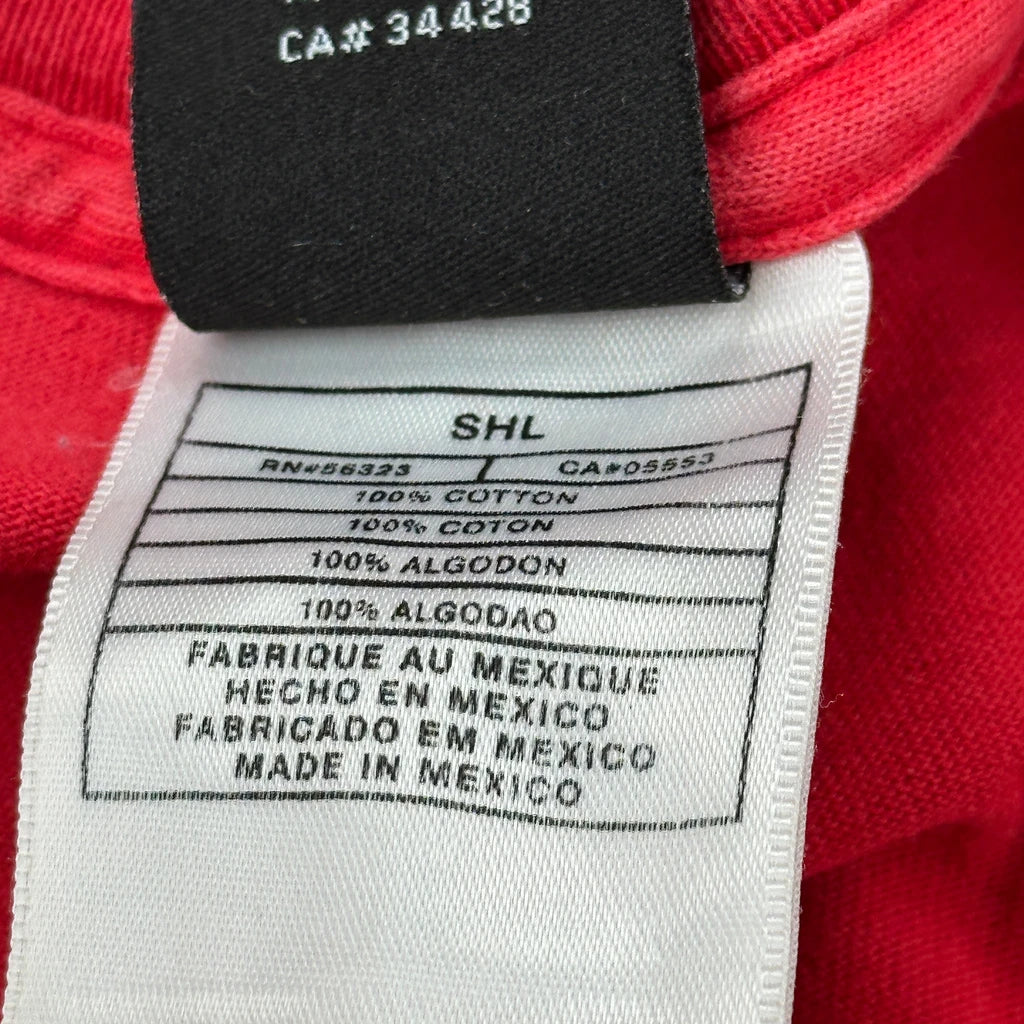 CA# 34428
SHL
RN#56323 CA#05553
100% COTTON
100% COTON
100% ALGODON
100% ALGODAO
FABRIQUE AU MEXIQUE
HECHO EN MEXICO
FABRICADO EM MEXICO
MADE IN MEXICO